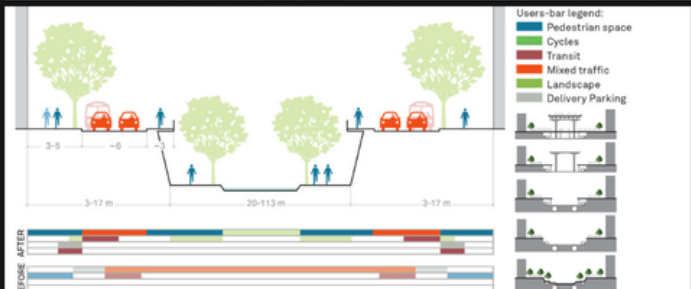 Users-bar legend:
Pedestrian space
Cycles
Transit
Mixed traffic
Landscape
Delivery Parking
3-5
~6
~3
3-17 m
20-113 m
3-17 m
AFTER
EFORE